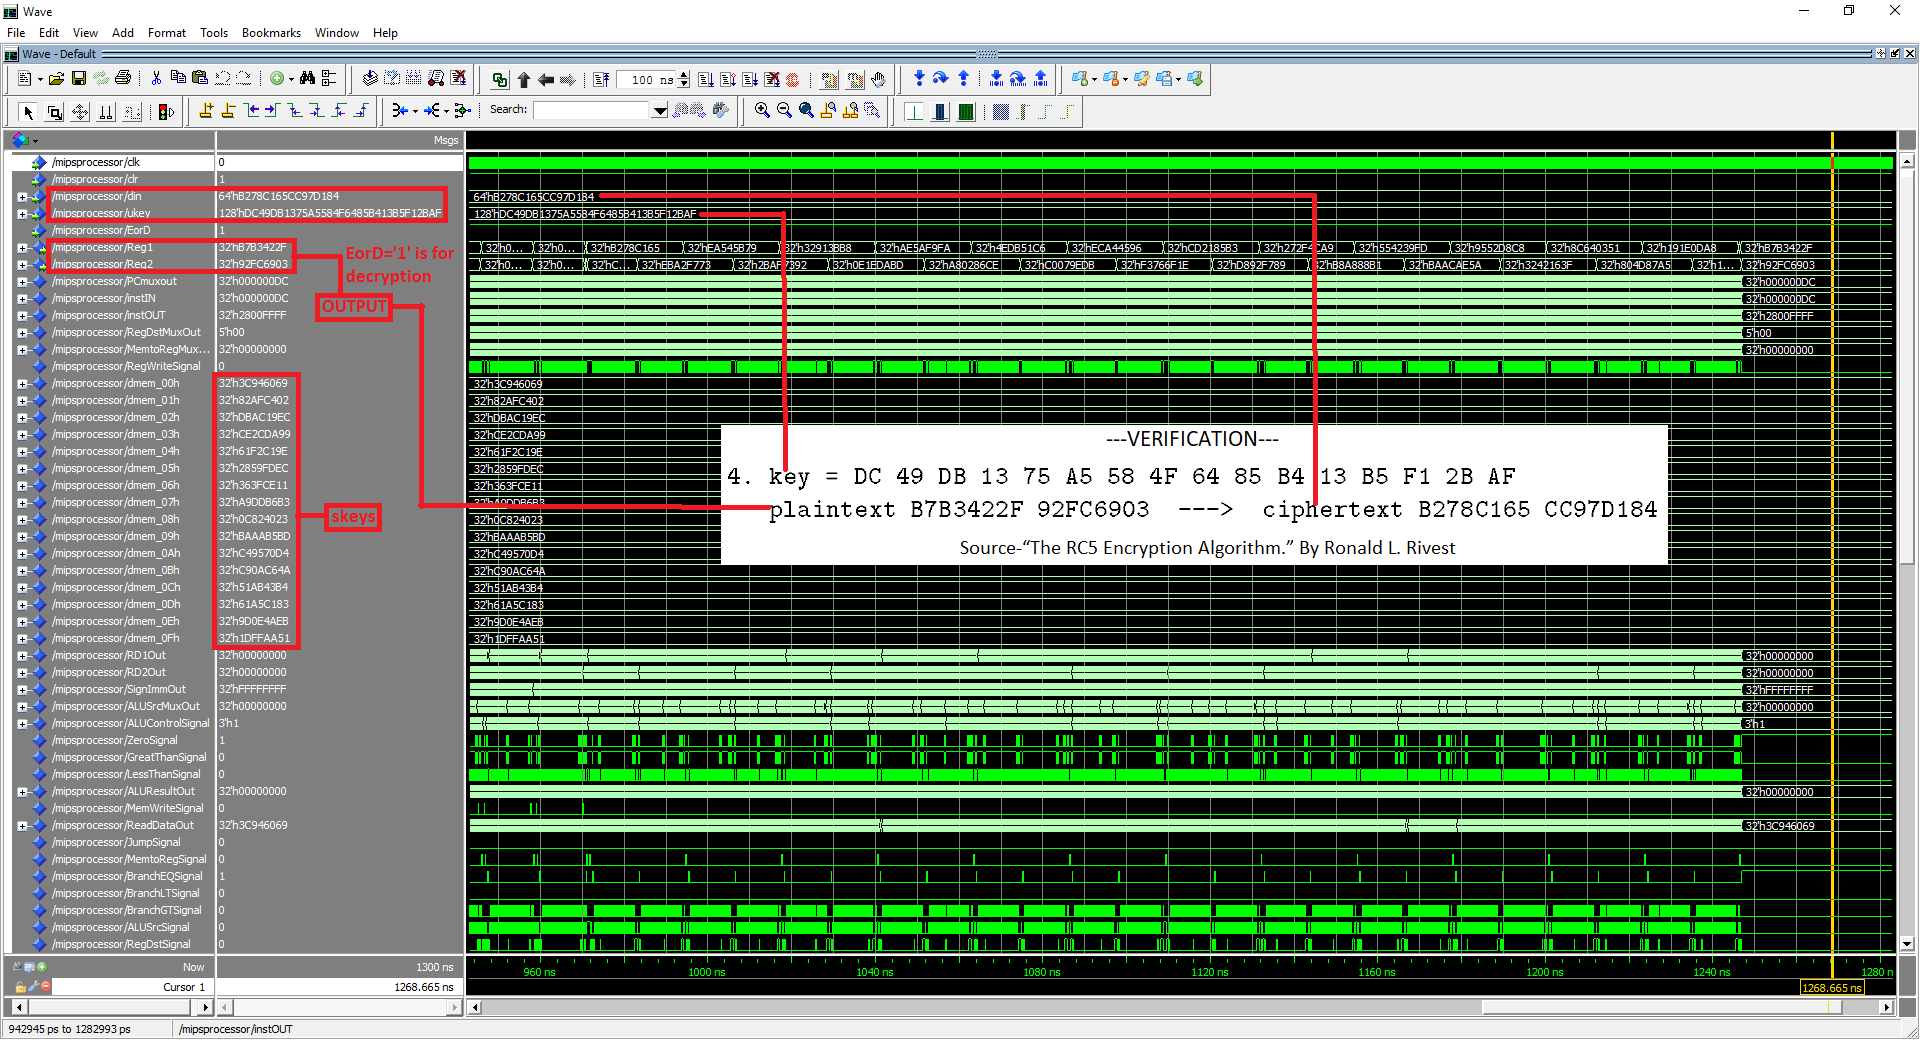 Wave
File Edit View Add Format Tools Bookmarks Window Help
Wave - Default
100 ns
Search:
Msgs
/mipsprocessor/clk 0
/mipsprocessor/clr 1
/mipsprocessor/din 64'hB278C165CC97D184 64'hB278C165CC97D184
/mipsprocessor/ukey 128'hDC49DB1375A5584F6485B413B5F12BAF 128'hDC49DB1375A5584F6485B413B5F12BAF
/mipsprocessor/EorD 1
/mipsprocessor/Reg1 32'hB7B3422F 32'h0... 32'h0... 32'hB278C165 32'hEA545B79 32'h32913BB8 32'hAE5AF9FA 32'h4EDB51C6 32'hECA44596 32'hCD2185B3 32'h272F4CA9 32'h554239FD 32'h9552D8C8 32'h8C640351 32'h191E0DA8 32'hB7B3422F
/mipsprocessor/Reg2 32'h92FC6903 32'h0... 32'h0... 32'hC... 32'hEBA2F773 32'h2BAF7392 32'h0E1EDABD 32'hA80286CE 32'hC0079EDB 32'hF3766F1E 32'hD892F789 32'hB8A888B1 32'hBAACAE5A 32'h3242163F 32'h804D87A5 32'h1... 32'h92FC6903
EorD='1' is for
decryption
OUTPUT
/mipsprocessor/PCmuxout 32'h000000DC 32'h000000DC
/mipsprocessor/instIN 32'h000000DC 32'h000000DC
/mipsprocessor/instOUT 32'h2800FFFF 32'h2800FFFF
/mipsprocessor/RegDstMuxOut 5'h00 5'h00
/mipsprocessor/MemtoRegMux... 32'h00000000 32'h00000000
/mipsprocessor/RegWriteSignal 0
/mipsprocessor/dmem_00h 32'h3C946069 32'h3C946069
/mipsprocessor/dmem_01h 32'h82AFC402 32'h82AFC402
/mipsprocessor/dmem_02h 32'hDBAC19EC 32'hDBAC19EC
/mipsprocessor/dmem_03h 32'hCE2CDA99 32'hCE2CDA99
/mipsprocessor/dmem_04h 32'h61F2C19E 32'h61F2C19E
/mipsprocessor/dmem_05h 32'h2859FDEC 32'h2859FDEC
/mipsprocessor/dmem_06h 32'h363FCE11 32'h363FCE11
/mipsprocessor/dmem_07h 32'hA9DDB6B3 32'hA9DDB6B3
/mipsprocessor/dmem_08h 32'h0C824023 32'h0C824023
/mipsprocessor/dmem_09h 32'hBAAAB5BD 32'hBAAAB5BD
/mipsprocessor/dmem_0Ah 32'hC49570D4 32'hC49570D4
/mipsprocessor/dmem_0Bh 32'hC90AC64A 32'hC90AC64A
/mipsprocessor/dmem_0Ch 32'h51AB43B4 32'h51AB43B4
/mipsprocessor/dmem_0Dh 32'h61A5C183 32'h61A5C183
/mipsprocessor/dmem_0Eh 32'h9D0E4AEB 32'h9D0E4AEB
/mipsprocessor/dmem_0Fh 32'h1DFFAA51 32'h1DFFAA51
skeys
---VERIFICATION---
4. key = DC 49 DB 13 75 A5 58 4F 64 85 B4 13 B5 F1 2B AF
plaintext B7B3422F 92FC6903 ---> ciphertext B278C165 CC97D184
Source-“The RC5 Encryption Algorithm.” By Ronald L. Rivest
/mipsprocessor/RD1Out 32'h00000000 32'h00000000
/mipsprocessor/RD2Out 32'h00000000 32'h00000000
/mipsprocessor/SignImmOut 32'hFFFFFFFF 32'hFFFFFFFF
/mipsprocessor/ALUSrcMuxOut 32'h00000000 32'h00000000
/mipsprocessor/ALUControlSignal 3'h1 3'h1
/mipsprocessor/ZeroSignal 1
/mipsprocessor/GreatThanSignal 0
/mipsprocessor/LessThanSignal 0
/mipsprocessor/ALUResultOut 32'h00000000 32'h00000000
/mipsprocessor/MemWriteSignal 0
/mipsprocessor/ReadDataOut 32'h3C946069 32'h3C946069
/mipsprocessor/JumpSignal 0
/mipsprocessor/MemtoRegSignal 0
/mipsprocessor/BranchEQSignal 1
/mipsprocessor/BranchLTSignal 0
/mipsprocessor/BranchGTSignal 0
/mipsprocessor/ALUSrcSignal 0
/mipsprocessor/RegDstSignal 0
Now 1300 ns 960 ns 1000 ns 1040 ns 1080 ns 1120 ns 1160 ns 1200 ns 1240 ns 1280 n
Cursor 1 1268.665 ns 1268.665 ns
942945 ps to 1282993 ps /mipsprocessor/instOUT